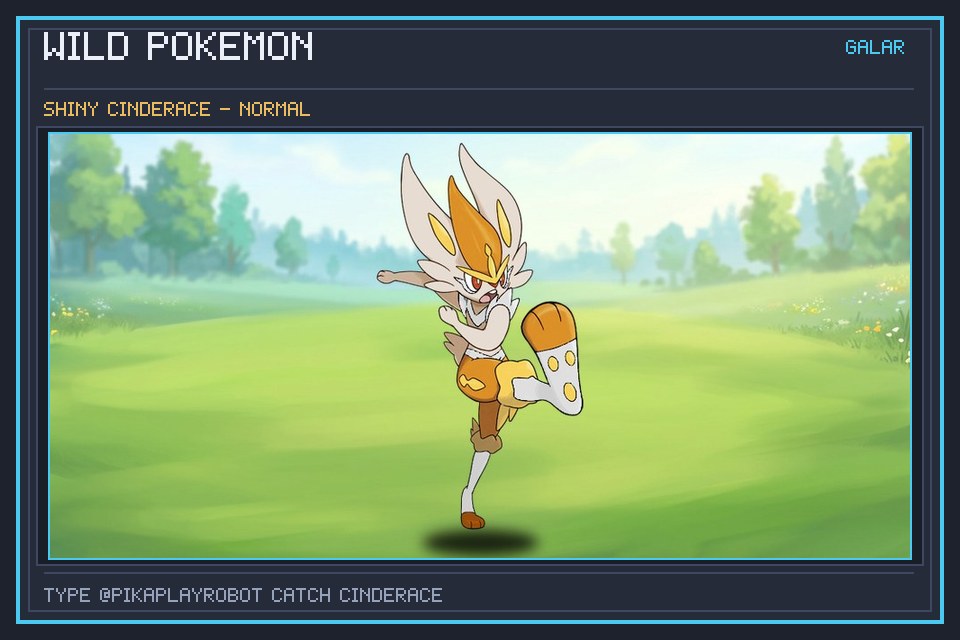 WILD POKEMON
GALAR
SHINY CINDERACE - NORMAL
TYPE @PIKAPLAYROBOT CATCH CINDERACE